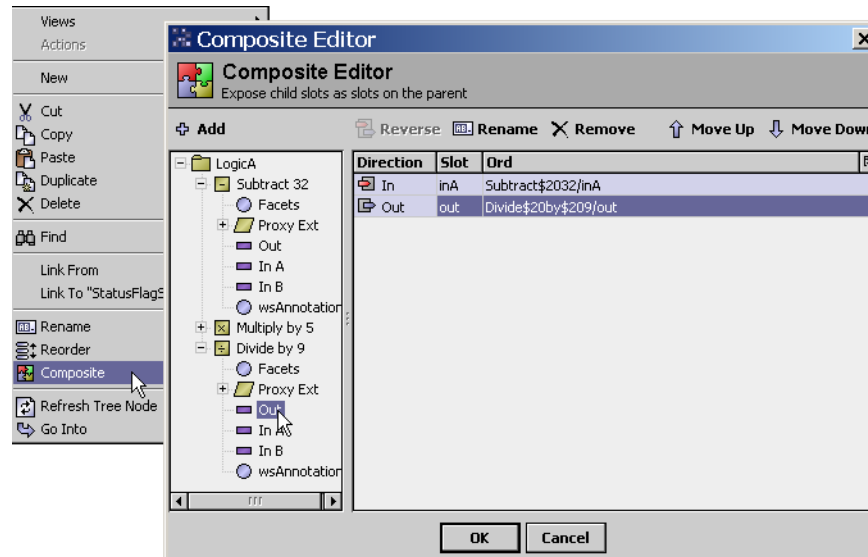 Views
Actions
New
Cut
Copy
Paste
Duplicate
Delete
Find
Link From
Link To "StatusFlagS
Rename
Reorder
Composite
Refresh Tree Node
Go Into
Composite Editor
Composite Editor
Expose child slots as slots on the parent
Add Reverse Rename Remove Move Up Move Down
LogicA
Subtract 32
Facets
Proxy Ext
Out
In A
In B
wsAnnotation
Multiply by 5
Divide by 9
Facets
Proxy Ext
Out
In A
In B
wsAnnotation
Direction Slot Ord
In inA Subtract$2032/inA
Out out Divide$20by$209/out
OK Cancel